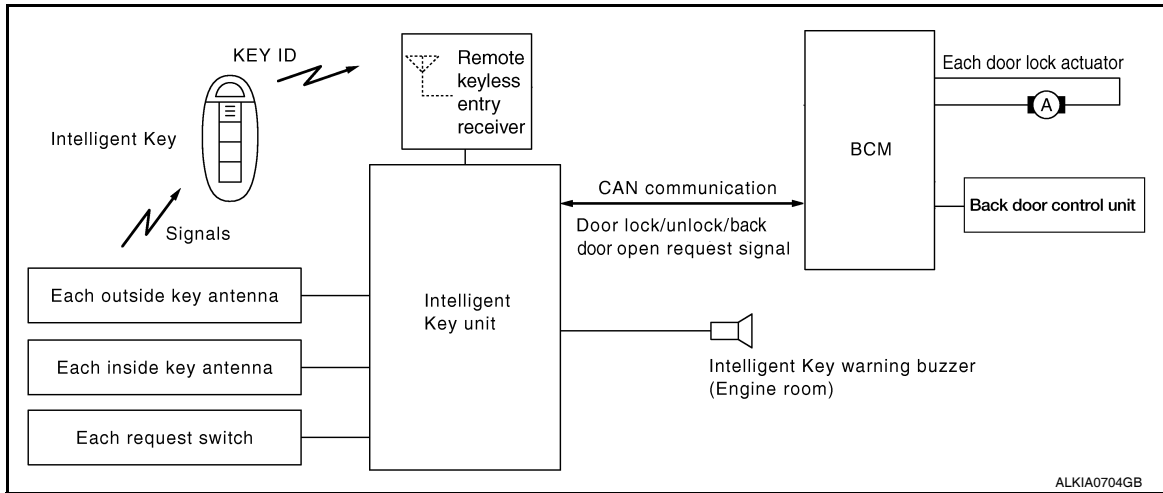 KEY ID
Remote
keyless
entry
receiver
Intelligent Key
Signals
Each outside key antenna
Each inside key antenna
Each request switch
Intelligent
Key unit
CAN communication
Door lock/unlock/back
door open request signal
BCM
Each door lock actuator
A
Back door control unit
Intelligent Key warning buzzer
(Engine room)
ALKIA0704GB